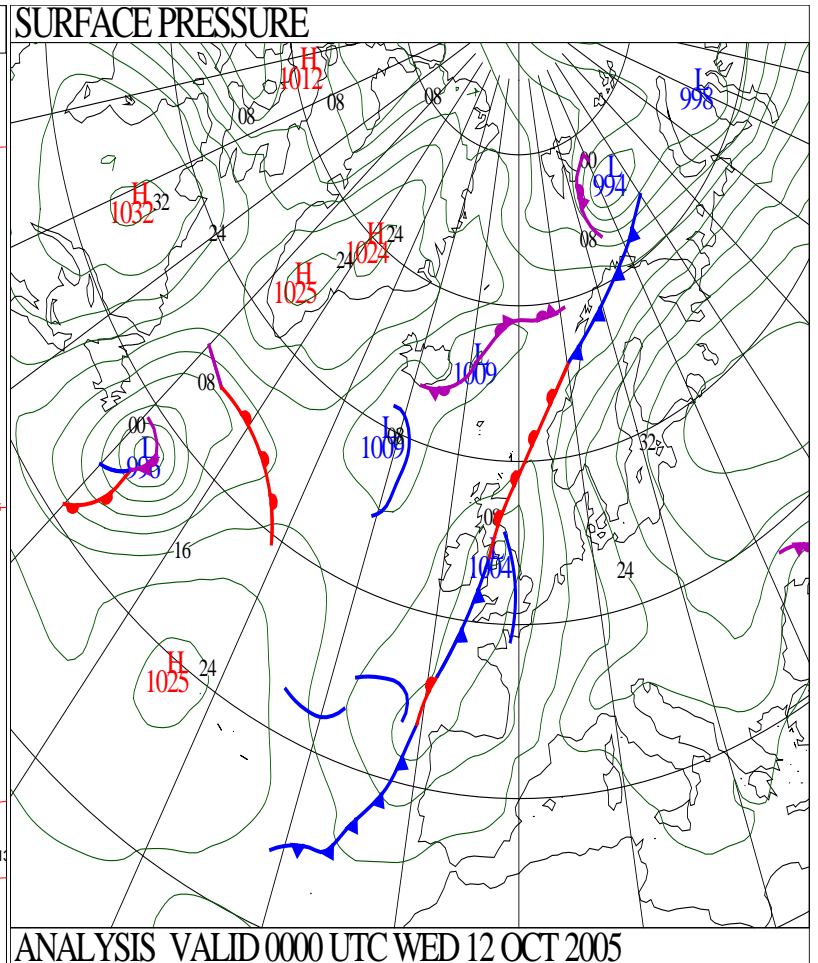 SURFACE PRESSURE
H
1012
L
998
08
08
08
00
L
994
H
1032
32
24
H
24
1024
24
H
1025
08
L
1009
08
00
L
996
L
08
1009
32
08
L
1004
16
24
H
1025
24
ANALYSIS VALID 0000 UTC WED 12 OCT 2005